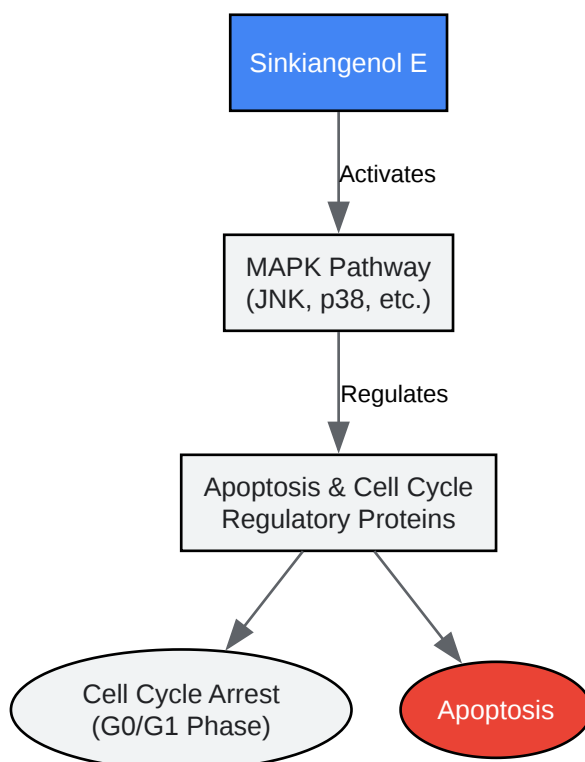 Sinkiangenol E
Activates
MAPK Pathway
(JNK, p38, etc.)
Regulates
Apoptosis & Cell Cycle
Regulatory Proteins
Cell Cycle Arrest
(G0/G1 Phase)
Apoptosis